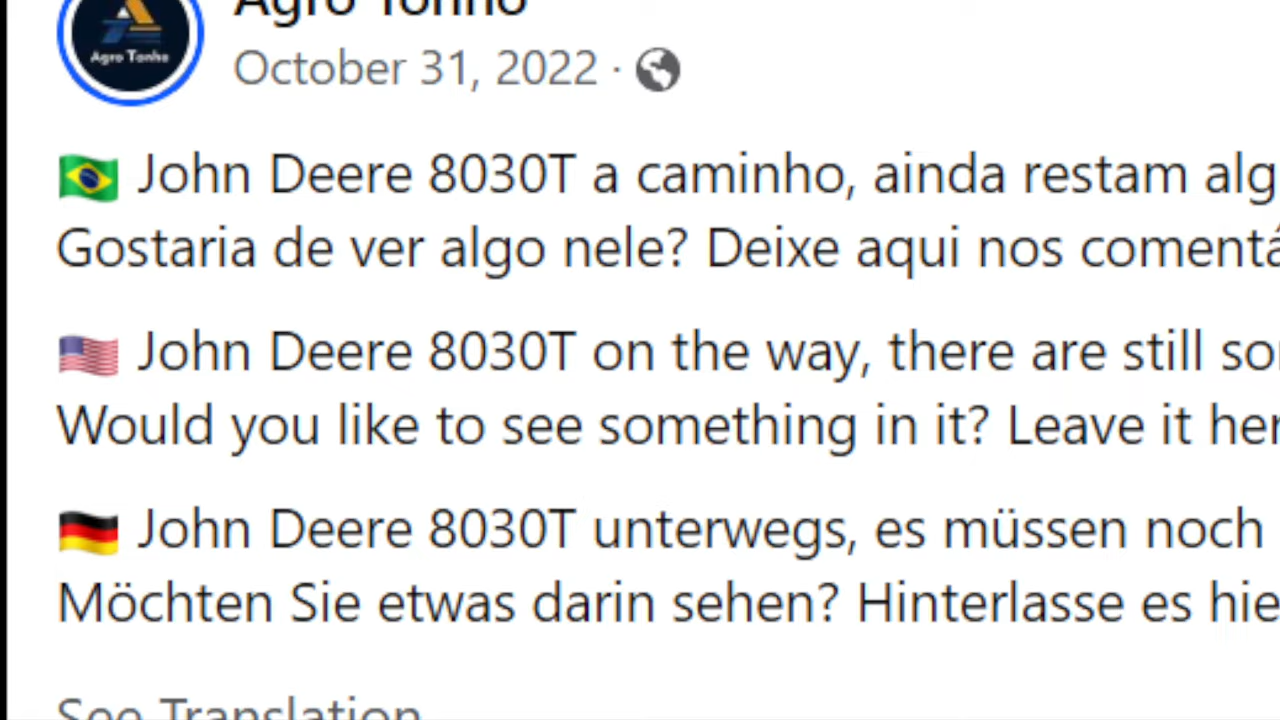 Agro Tonho
Agro Tonho
October 31, 2022 ·
John Deere 8030T a caminho, ainda restam alg
Gostaria de ver algo nele? Deixe aqui nos comentá
John Deere 8030T on the way, there are still so
Would you like to see something in it? Leave it her
John Deere 8030T unterwegs, es müssen noch
Möchten Sie etwas darin sehen? Hinterlasse es hie
See Translation